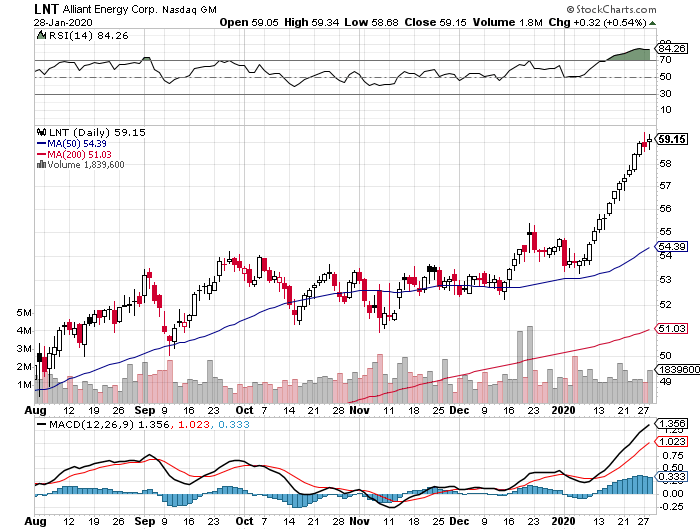 LNT Alliant Energy Corp. Nasdaq GM © StockCharts.com
28-Jan-2020 Open 59.05 High 59.34 Low 58.68 Close 59.15 Volume 1.8M Chg +0.32 (+0.54%)
RSI(14) 84.26
90
84.26
70
50
30
10
LNT (Daily) 59.15
MA(50) 54.39
MA(200) 51.03
Volume 1,839,600
59.15
58
57
56
55
54.39
54
53
52
51.03
50
49
5M
4M
3M
2M
1M
1839600
Aug 12 19 26 Sep 9 16 23 Oct 7 14 21 28 Nov 11 18 25 Dec 9 16 23 2020 13 21 27
MACD(12,26,9) 1.356, 1.023, 0.333
1.356
1.25
1.023
0.75
0.50
0.333
0.00
-0.25
Aug 12 19 26 Sep 9 16 23 Oct 7 14 21 28 Nov 11 18 25 Dec 9 16 23 2020 13 21 27